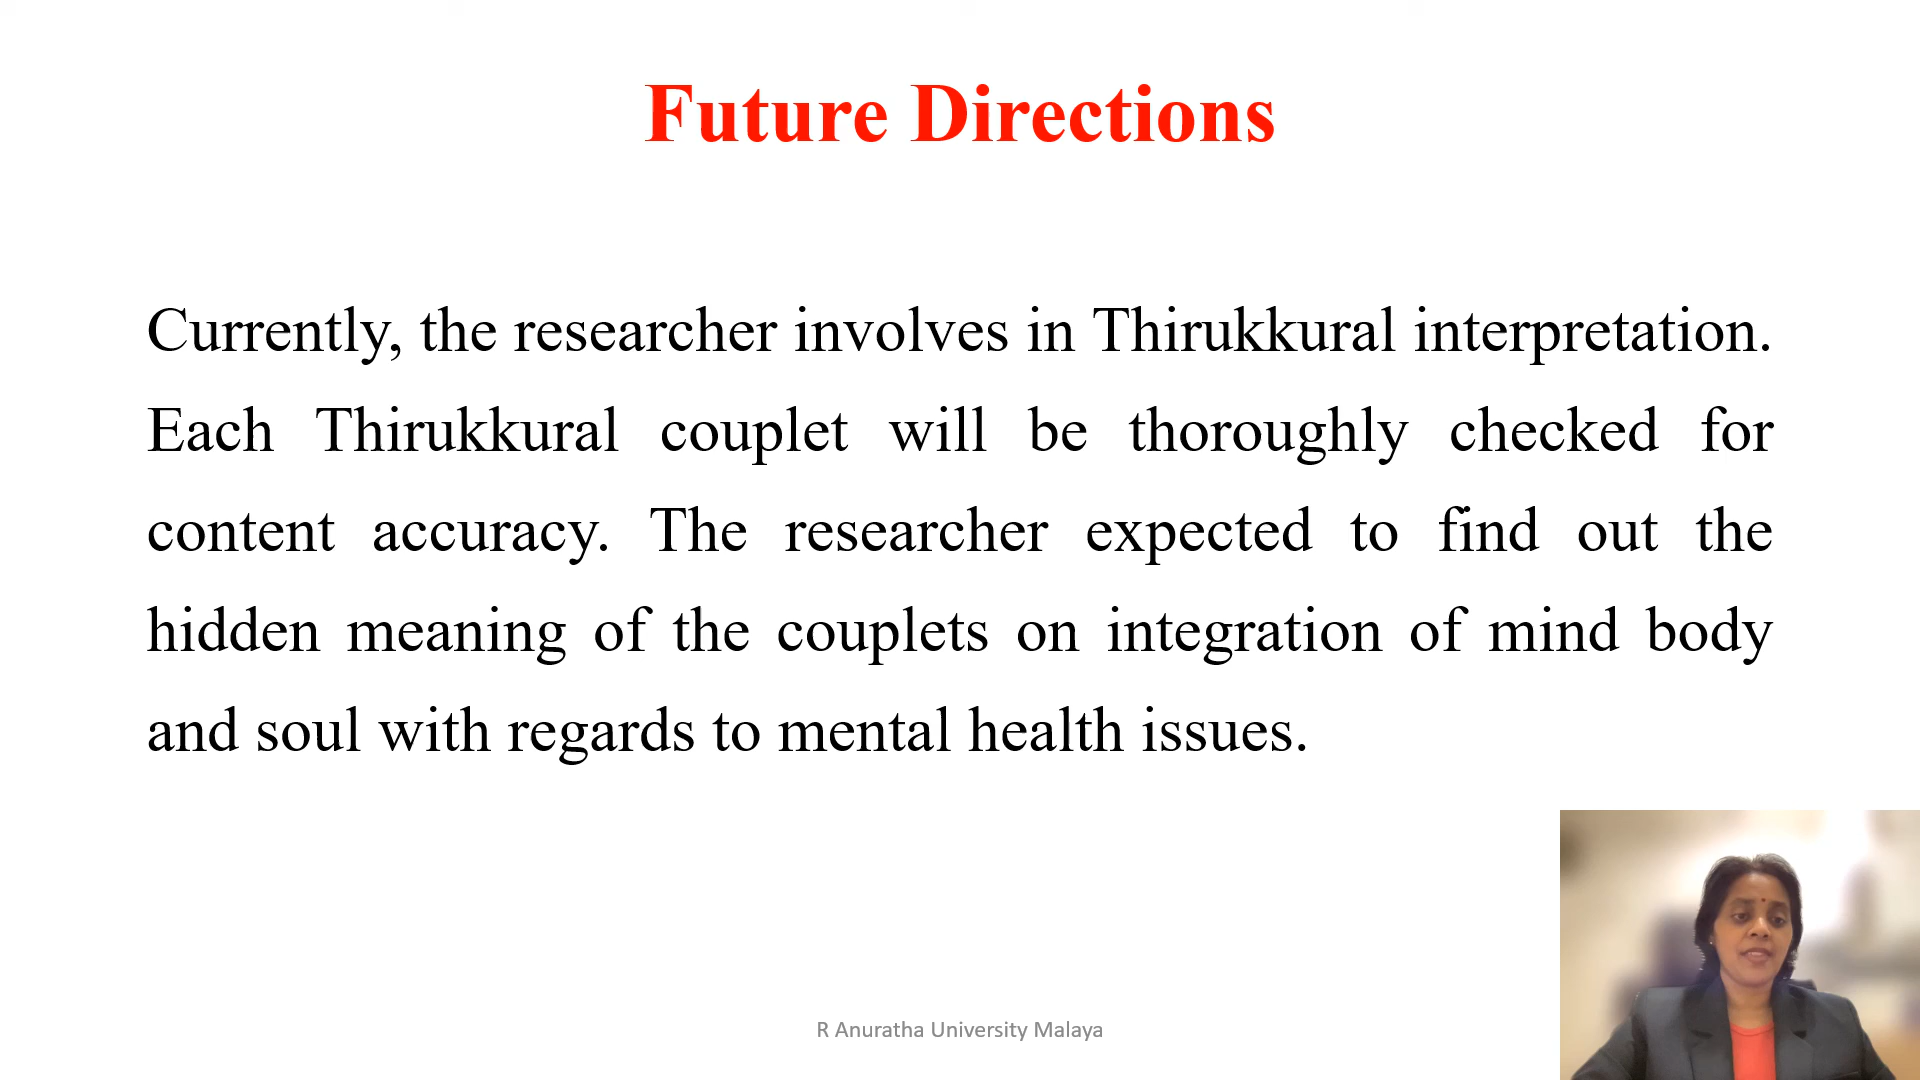 Future Directions
Currently, the researcher involves in Thirukkural interpretation.
Each Thirukkural couplet will be thoroughly checked for
content accuracy. The researcher expected to find out the
hidden meaning of the couplets on integration of mind body
and soul with regards to mental health issues.
R Anuratha University Malaya